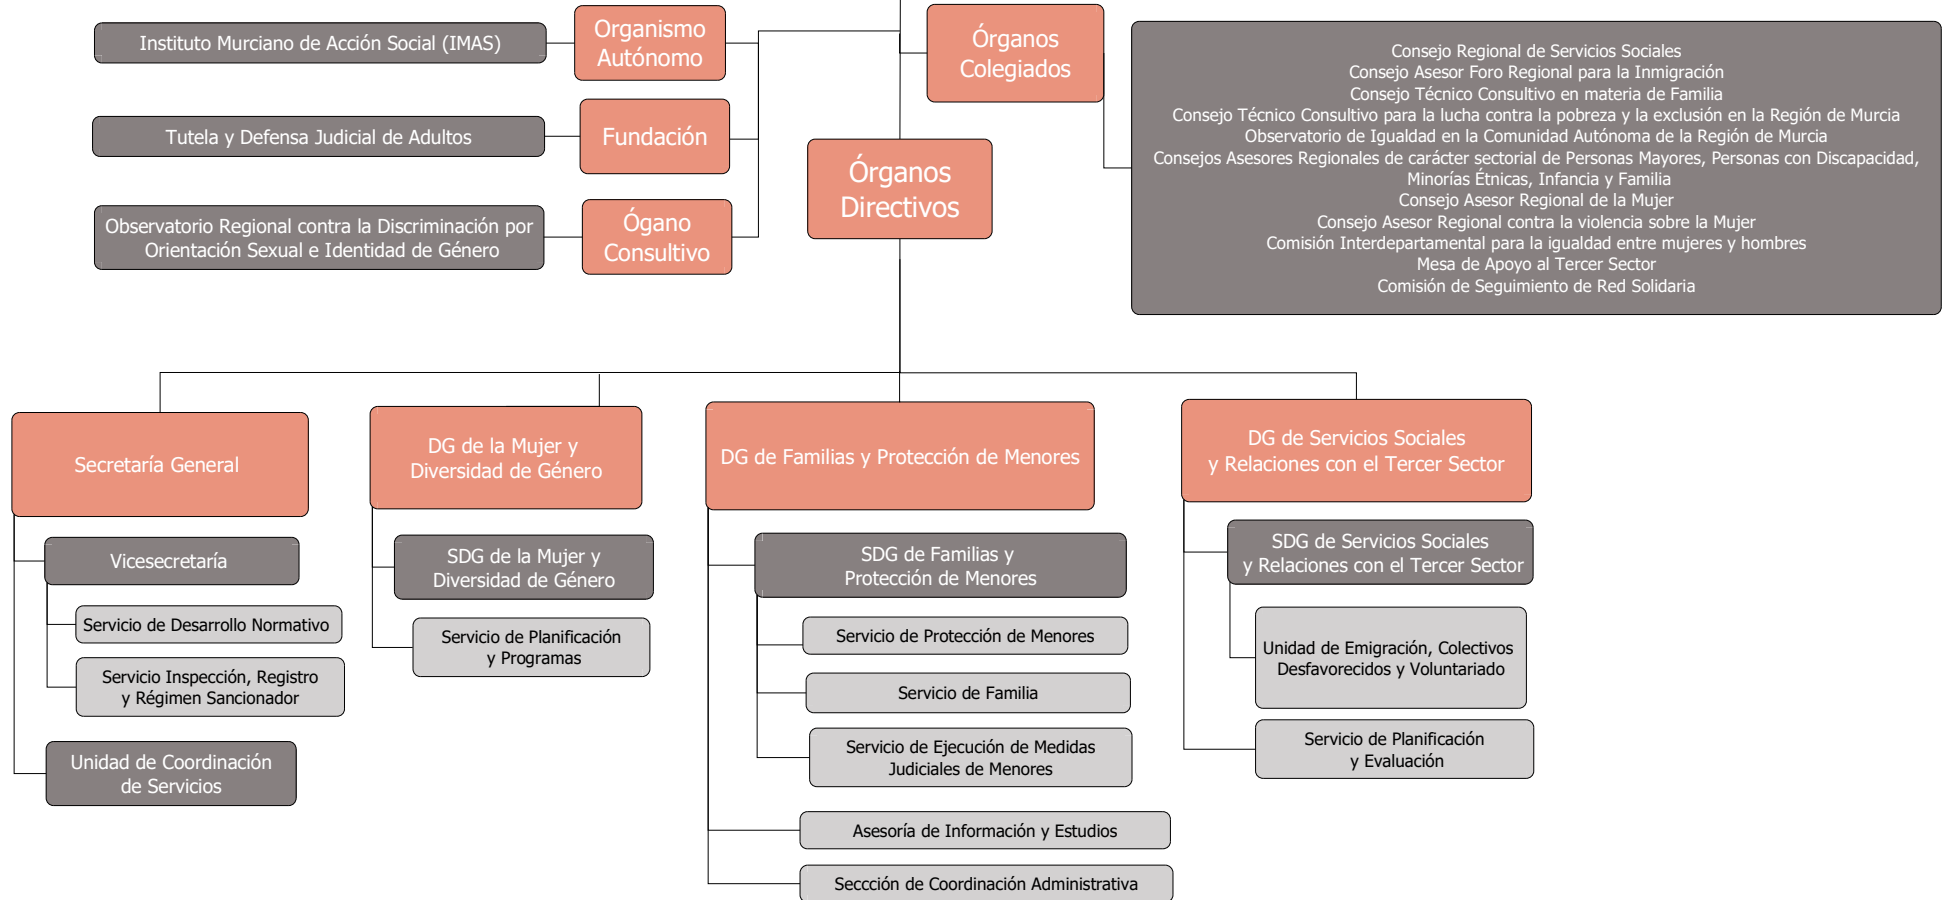 Instituto Murciano de Acción Social (IMAS)
Organismo
Autónomo
Órganos
Colegiados
Consejo Regional de Servicios Sociales
Consejo Asesor Foro Regional para la Inmigración
Consejo Técnico Consultivo en materia de Familia
Consejo Técnico Consultivo para la lucha contra la pobreza y la exclusión en la Región de Murcia
Observatorio de Igualdad en la Comunidad Autónoma de la Región de Murcia
Consejos Asesores Regionales de carácter sectorial de Personas Mayores, Personas con Discapacidad,
Minorías Étnicas, Infancia y Familia
Consejo Asesor Regional de la Mujer
Consejo Asesor Regional contra la violencia sobre la Mujer
Comisión Interdepartamental para la igualdad entre mujeres y hombres
Mesa de Apoyo al Tercer Sector
Comisión de Seguimiento de Red Solidaria
Tutela y Defensa Judicial de Adultos
Fundación
Órganos
Directivos
Observatorio Regional contra la Discriminación por
Orientación Sexual e Identidad de Género
Ógano
Consultivo
Secretaría General
Vicesecretaría
Servicio de Desarrollo Normativo
Servicio Inspección, Registro
y Régimen Sancionador
Unidad de Coordinación
de Servicios
DG de la Mujer y
Diversidad de Género
SDG de la Mujer y
Diversidad de Género
Servicio de Planificación
y Programas
DG de Familias y Protección de Menores
SDG de Familias y
Protección de Menores
Servicio de Protección de Menores
Servicio de Familia
Servicio de Ejecución de Medidas
Judiciales de Menores
Asesoría de Información y Estudios
Seccción de Coordinación Administrativa
DG de Servicios Sociales
y Relaciones con el Tercer Sector
SDG de Servicios Sociales
y Relaciones con el Tercer Sector
Unidad de Emigración, Colectivos
Desfavorecidos y Voluntariado
Servicio de Planificación
y Evaluación